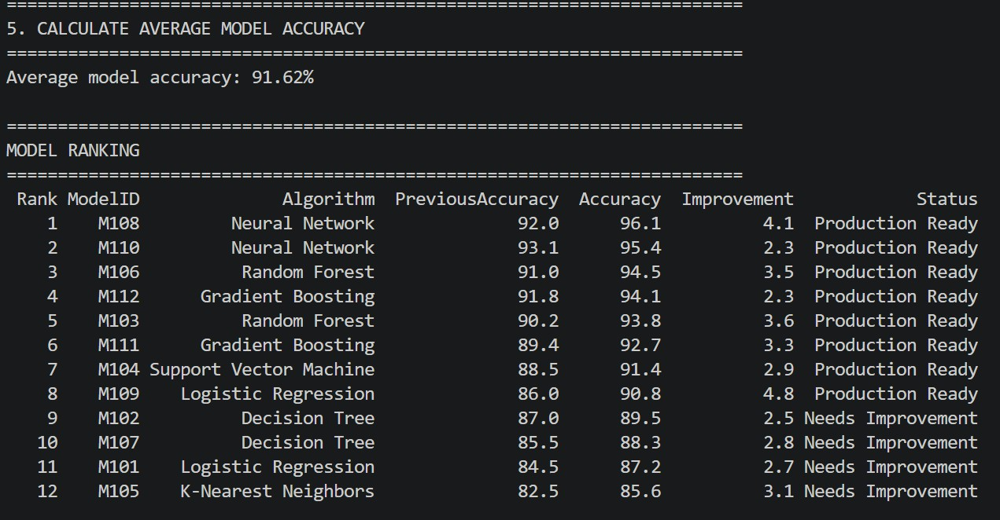 ========================================================================
5. CALCULATE AVERAGE MODEL ACCURACY
========================================================================
Average model accuracy: 91.62%
========================================================================
MODEL RANKING
========================================================================
Rank ModelID Algorithm PreviousAccuracy Accuracy Improvement Status
1 M108 Neural Network 92.0 96.1 4.1 Production Ready
2 M110 Neural Network 93.1 95.4 2.3 Production Ready
3 M106 Random Forest 91.0 94.5 3.5 Production Ready
4 M112 Gradient Boosting 91.8 94.1 2.3 Production Ready
5 M103 Random Forest 90.2 93.8 3.6 Production Ready
6 M111 Gradient Boosting 89.4 92.7 3.3 Production Ready
7 M104 Support Vector Machine 88.5 91.4 2.9 Production Ready
8 M109 Logistic Regression 86.0 90.8 4.8 Production Ready
9 M102 Decision Tree 87.0 89.5 2.5 Needs Improvement
10 M107 Decision Tree 85.5 88.3 2.8 Needs Improvement
11 M101 Logistic Regression 84.5 87.2 2.7 Needs Improvement
12 M105 K-Nearest Neighbors 82.5 85.6 3.1 Needs Improvement